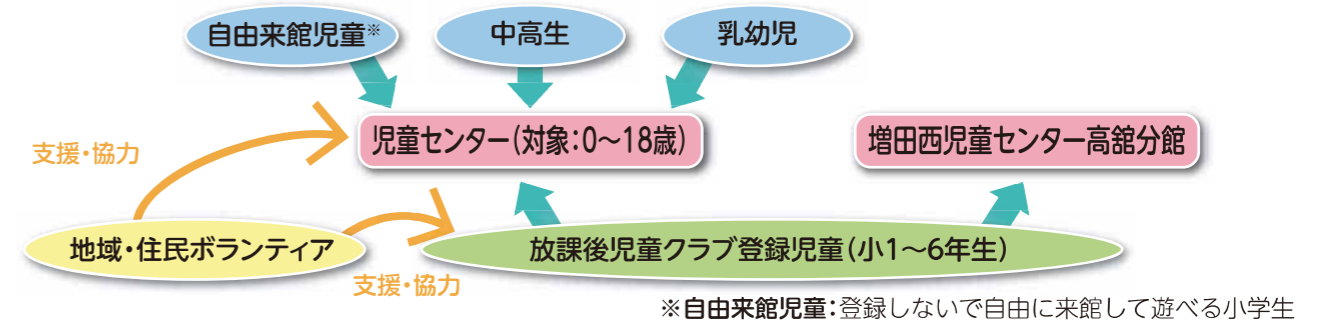 自由来館児童※
中高生
乳幼児
児童センター(対象:0～18歳)
増田西児童センター高舘分館
支援・協力
地域・住民ボランティア
放課後児童クラブ登録児童(小1～6年生)
支援・協力
※自由来館児童:登録しないで自由に来館して遊べる小学生